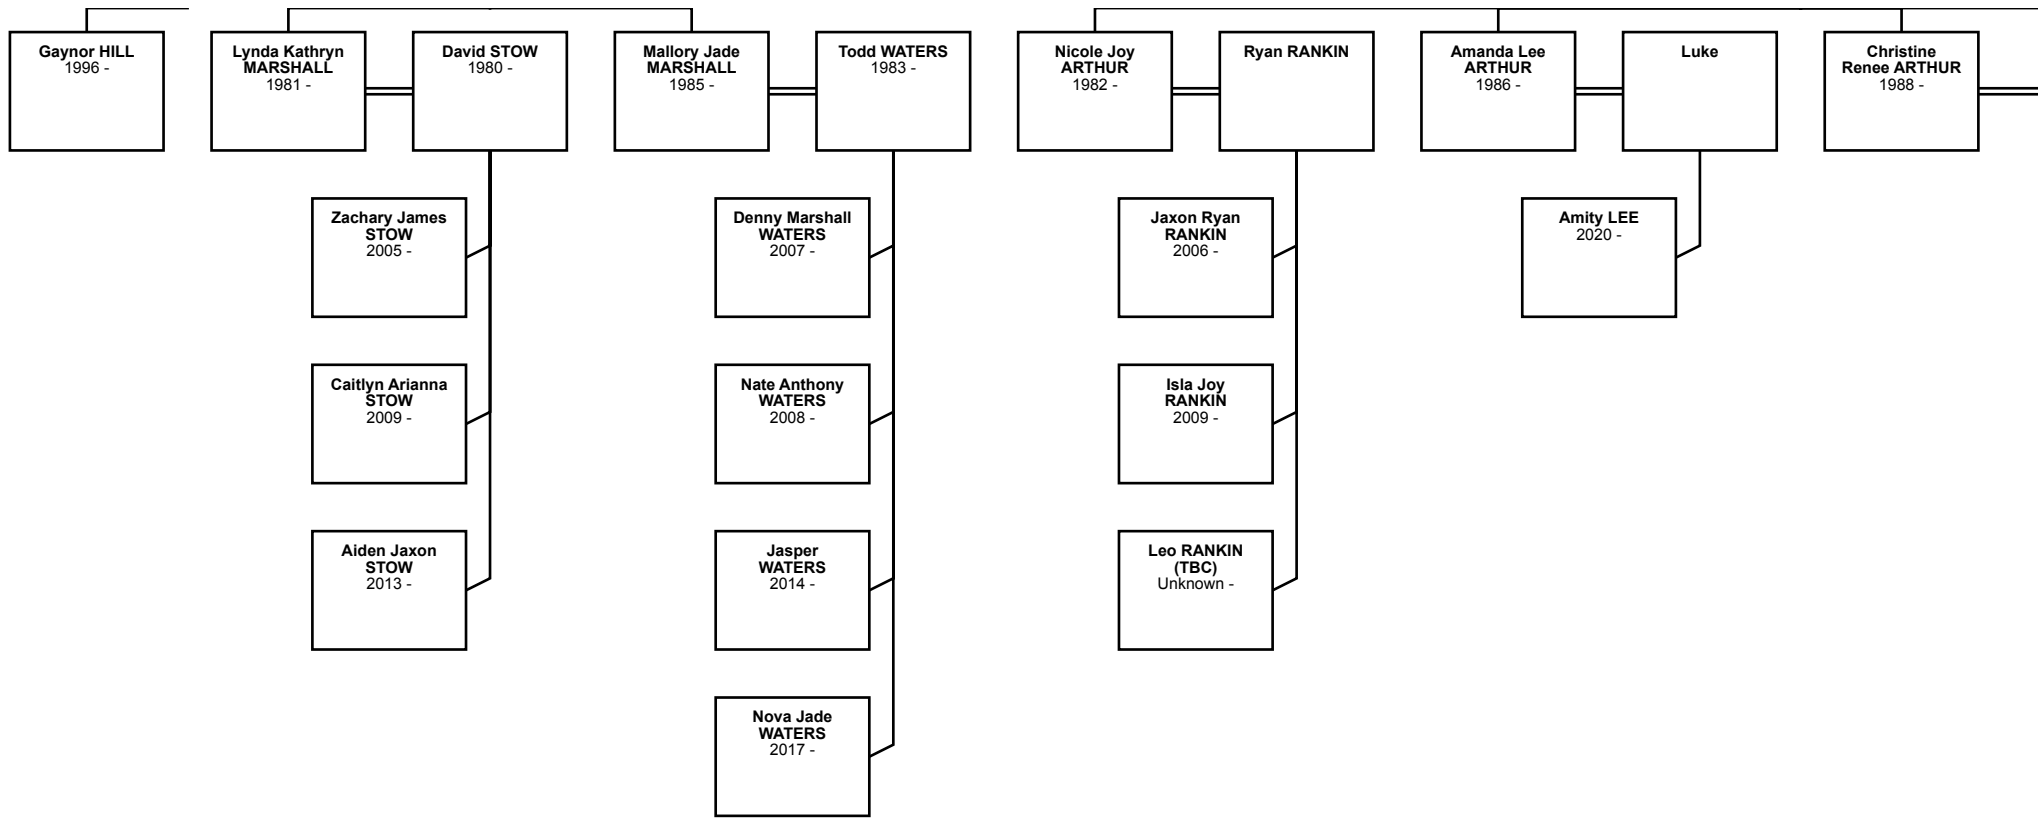 Gaynor HILL
1996 -
Lynda Kathryn
MARSHALL
1981 -
David STOW
1980 -
Mallory Jade
MARSHALL
1985 -
Todd WATERS
1983 -
Nicole Joy
ARTHUR
1982 -
Ryan RANKIN
Amanda Lee
ARTHUR
1986 -
Luke
Christine
Renee ARTHUR
1988 -
Zachary James
STOW
2005 -
Denny Marshall
WATERS
2007 -
Jaxon Ryan
RANKIN
2006 -
Amity LEE
2020 -
Caitlyn Arianna
STOW
2009 -
Nate Anthony
WATERS
2008 -
Isla Joy
RANKIN
2009 -
Aiden Jaxon
STOW
2013 -
Jasper
WATERS
2014 -
Leo RANKIN
(TBC)
Unknown -
Nova Jade
WATERS
2017 -